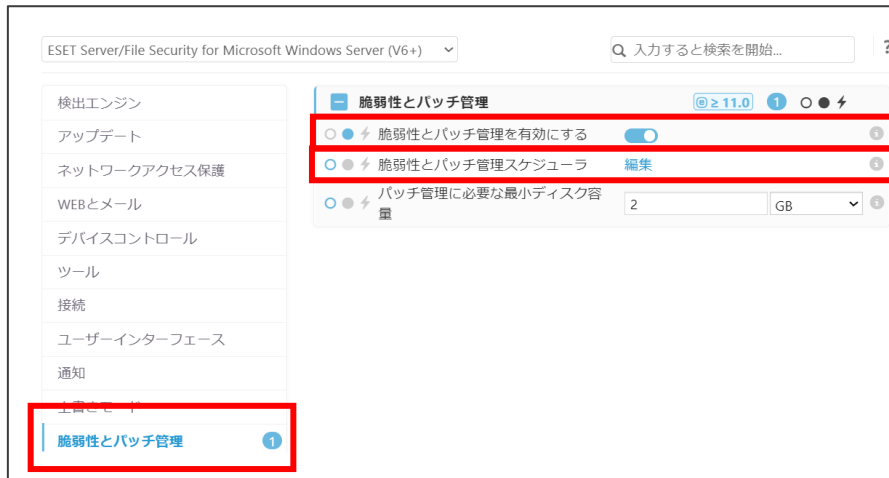 ESET Server/File Security for Microsoft Windows Server (V6+)
入力すると検索を開始...
?
検出エンジン
アップデート
ネットワークアクセス保護
WEBとメール
デバイスコントロール
ツール
接続
ユーザーインターフェース
通知
脆弱性とパッチ管理 1
脆弱性とパッチ管理 ≥ 11.0 1
脆弱性とパッチ管理を有効にする
脆弱性とパッチ管理スケジューラ 編集
パッチ管理に必要な最小ディスク容
量
2 GB